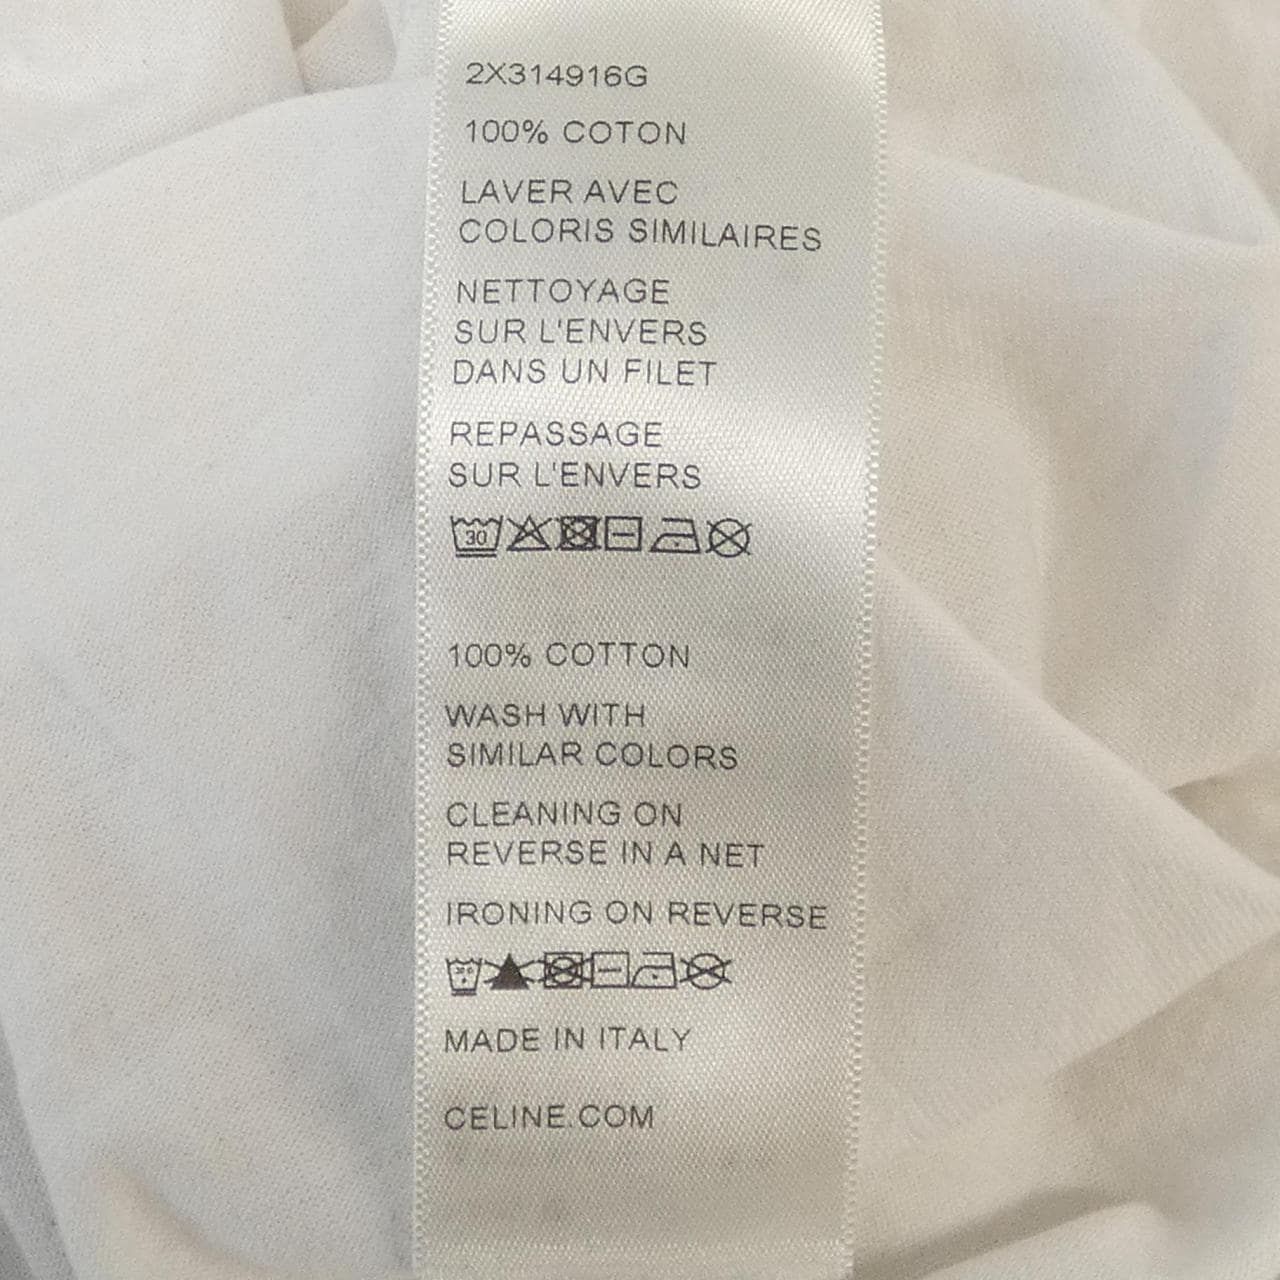 2X314916G
100% COTON
LAVER AVEC
COLORIS SIMILAIRES
NETTOYAGE
SUR L'ENVERS
DANS UN FILET
REPASSAGE
SUR L'ENVERS
30
100% COTTON
WASH WITH
SIMILAR COLORS
CLEANING ON
REVERSE IN A NET
IRONING ON REVERSE
MADE IN ITALY
CELINE.COM